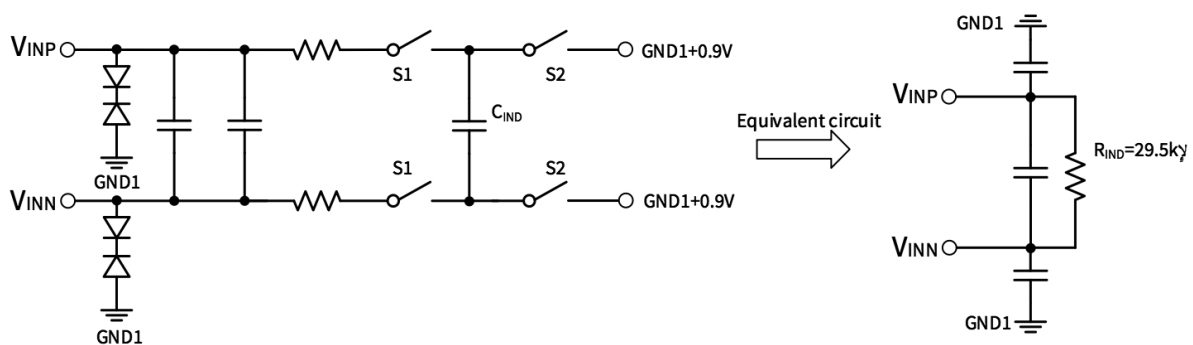 VINP
S1
S2
GND1+0.9V
GND1
CIND
VINN
S1
S2
GND1+0.9V
GND1
Equivalent circuit
GND1
VINP
RIND=29.5kγ
VINN
GND1